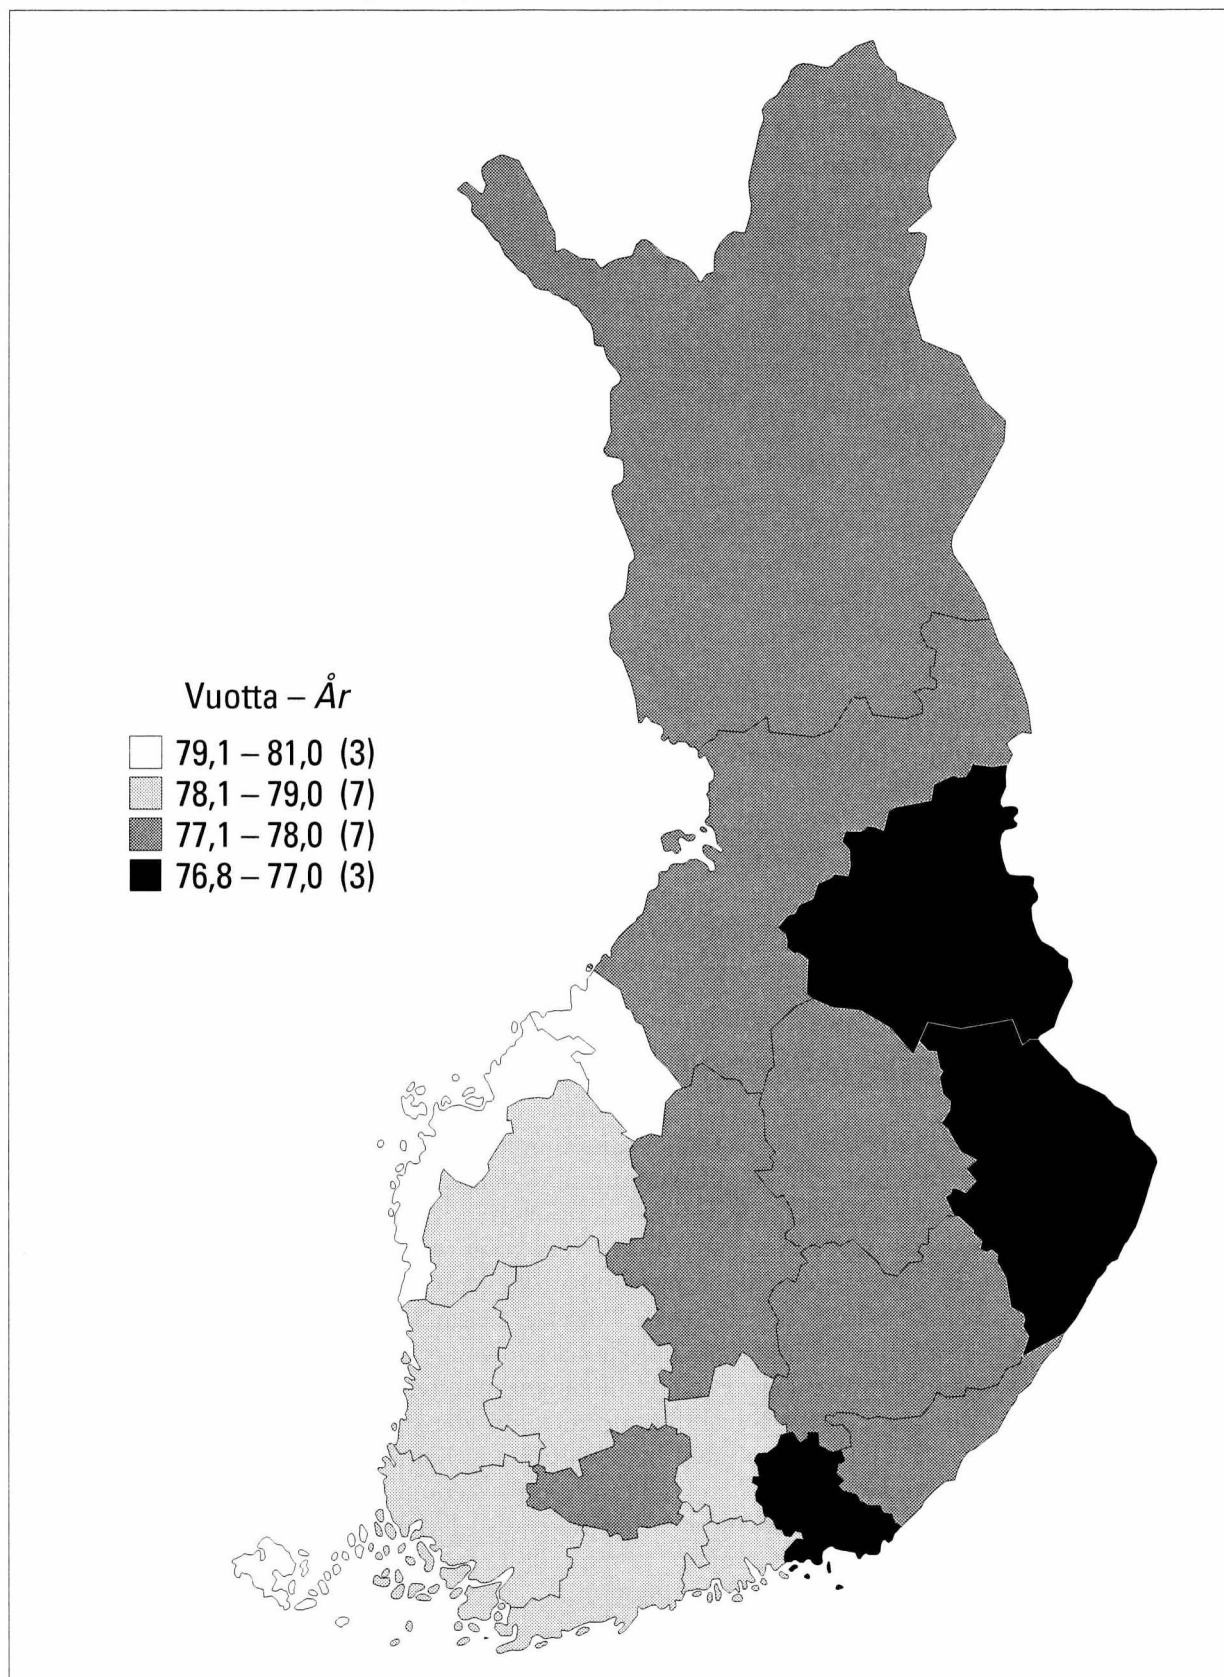 Vuotta – År
79,1 – 81,0 (3)
78,1 – 79,0 (7)
77,1 – 78,0 (7)
76,8 – 77,0 (3)